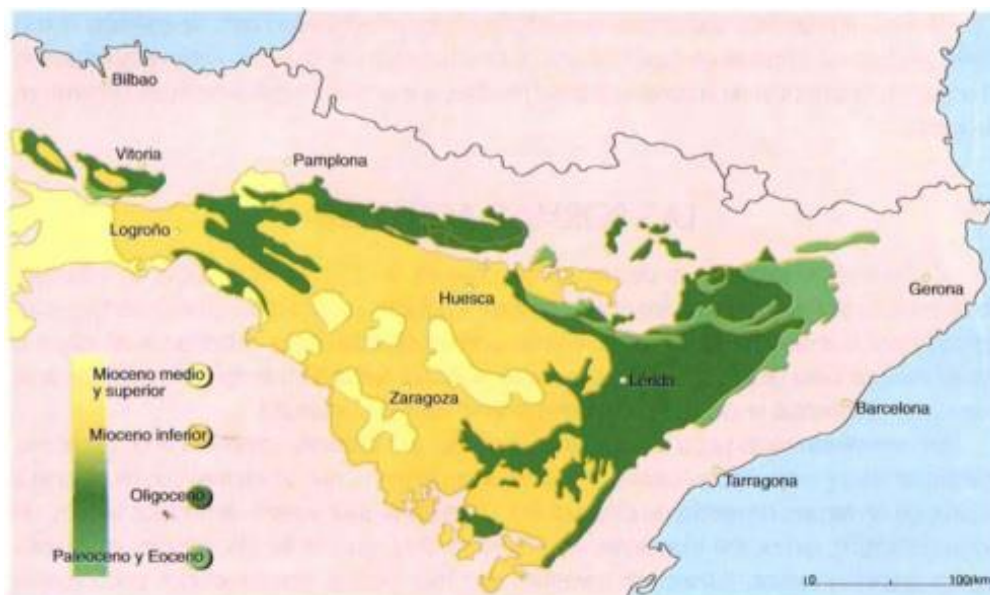 Bilbao
Vitoria
Pamplona
Logroño
Huesca
Gerona
Mioceno medio
y superior
Zaragoza
Lérida
Barcelona
Mioceno inferior
Tarragona
Oligoceno
Paleoceno y Eoceno
0
100 km